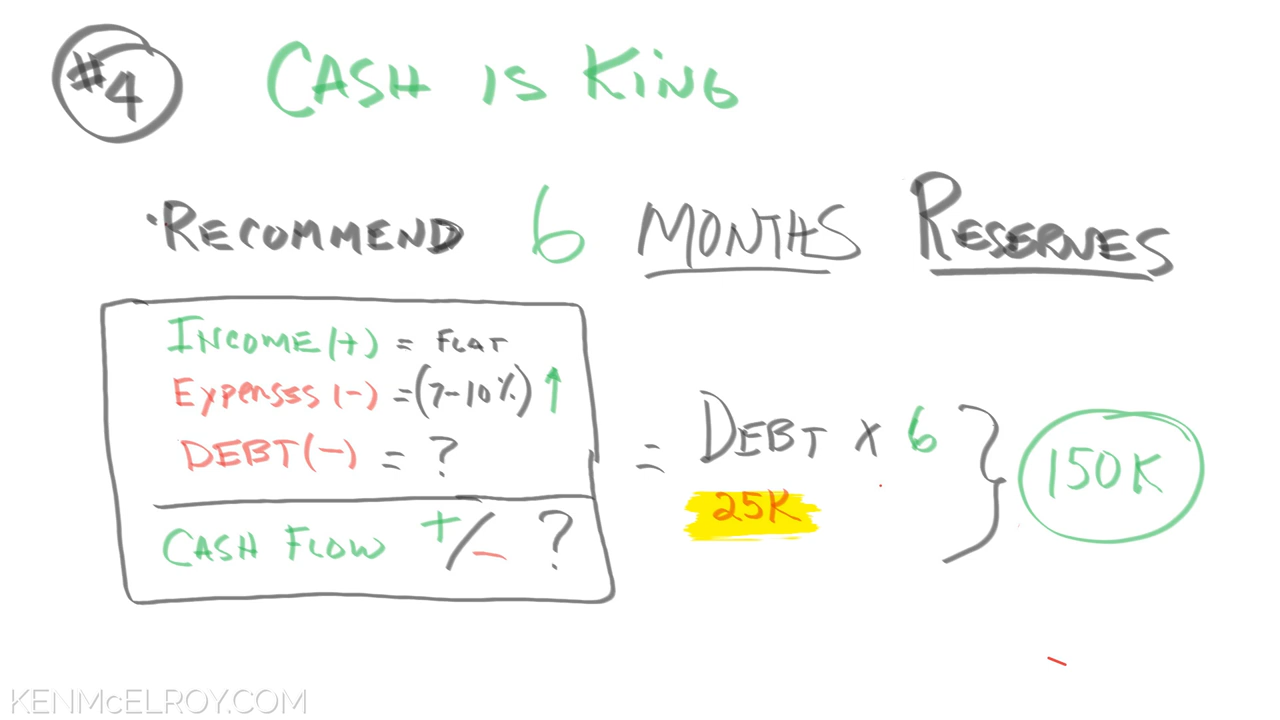 #4
CASH IS KING
· RECOMMEND 6 MONTHS RESERVES
INCOME (+) = FLAT
EXPENSES (-) = (7-10%) ↑
DEBT (-) = ?
CASH FLOW +/- ?
= DEBT x 6 } 150K
25K
KENMcELROY.COM